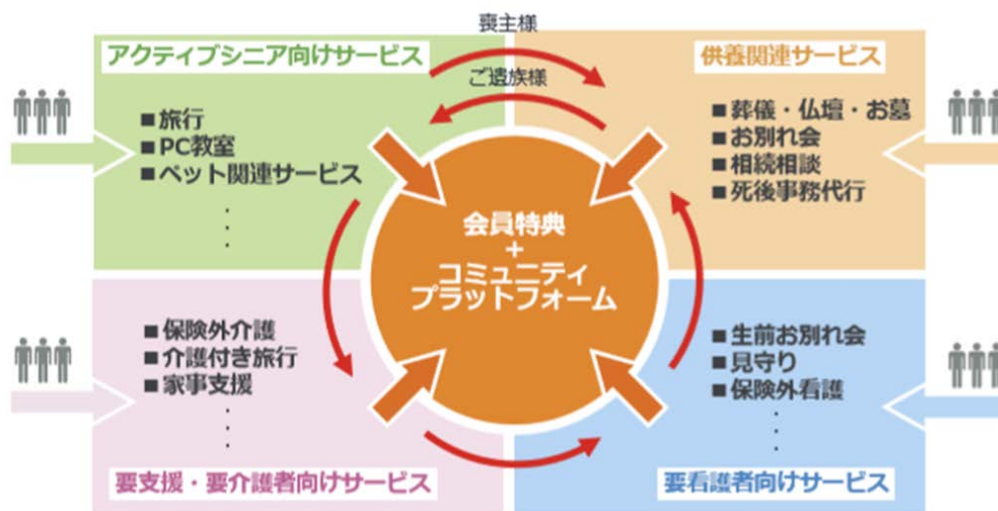 喪主様
アクティブシニア向けサービス
ご遺族様
供養関連サービス
■旅行
■PC教室
■ペット関連サービス
・
・
・
■葬儀・仏壇・お墓
■お別れ会
■相続相談
■死後事務代行
会員特典
+
コミュニティ
プラットフォーム
■保険外介護
■介護付き旅行
■家事支援
・
・
・
要支援・要介護者向けサービス
■生前お別れ会
■見守り
■保険外看護
・
・
・
要看護者向けサービス